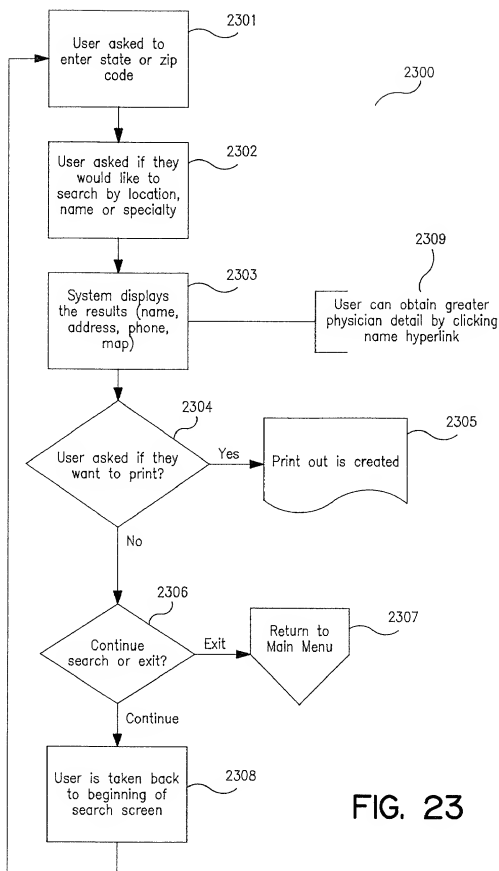 2301
User asked to
enter state or zip
code
2300
2302
User asked if they
would like to
search by location,
name or specialty
2303
System displays
the results (name,
address, phone,
map)
2309
User can obtain greater
physician detail by clicking
name hyperlink
2304
User asked if they
want to print?
Yes
2305
Print out is created
No
2306
Continue
search or exit?
Exit
2307
Return to
Main Menu
Continue
2308
User is taken back
to beginning of
search screen
FIG. 23